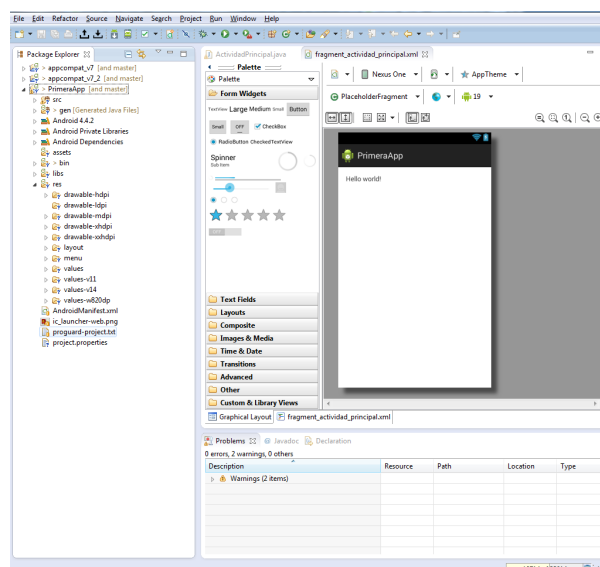 File Edit Refactor Source Navigate Search Project Run Window Help
Package Explorer
> appcompat_v7 [and master]
> appcompat_v7_2 [and master]
> PrimeraApp [and master]
src
> gen [Generated Java Files]
Android 4.4.2
Android Private Libraries
Android Dependencies
assets
> bin
libs
res
drawable-hdpi
drawable-ldpi
drawable-mdpi
drawable-xhdpi
drawable-xxhdpi
layout
menu
values
values-v11
values-v14
values-w820dp
AndroidManifest.xml
ic_launcher-web.png
proguard-project.txt
project.properties
ActividadPrincipal.java
fragment_actividad_principal.xml
Palette
Palette
Form Widgets
TextView Large Medium Small Button
Small OFF CheckBox
RadioButton CheckedTextView
Spinner
Sub Item
OFF
Text Fields
Layouts
Composite
Images & Media
Time & Date
Transitions
Advanced
Other
Custom & Library Views
Nexus One
AppTheme
PlaceholderFragment
19
PrimeraApp
Hello world!
Graphical Layout fragment_actividad_principal.xml
Problems Javadoc Declaration
0 errors, 2 warnings, 0 others
Description Resource Path Location Type
Warnings (2 items)